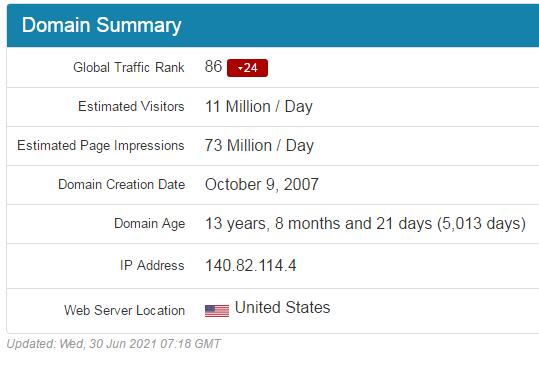 Domain Summary
Global Traffic Rank 86 24
Estimated Visitors 11 Million / Day
Estimated Page Impressions 73 Million / Day
Domain Creation Date October 9, 2007
Domain Age 13 years, 8 months and 21 days (5,013 days)
IP Address 140.82.114.4
Web Server Location United States
Updated: Wed, 30 Jun 2021 07:18 GMT